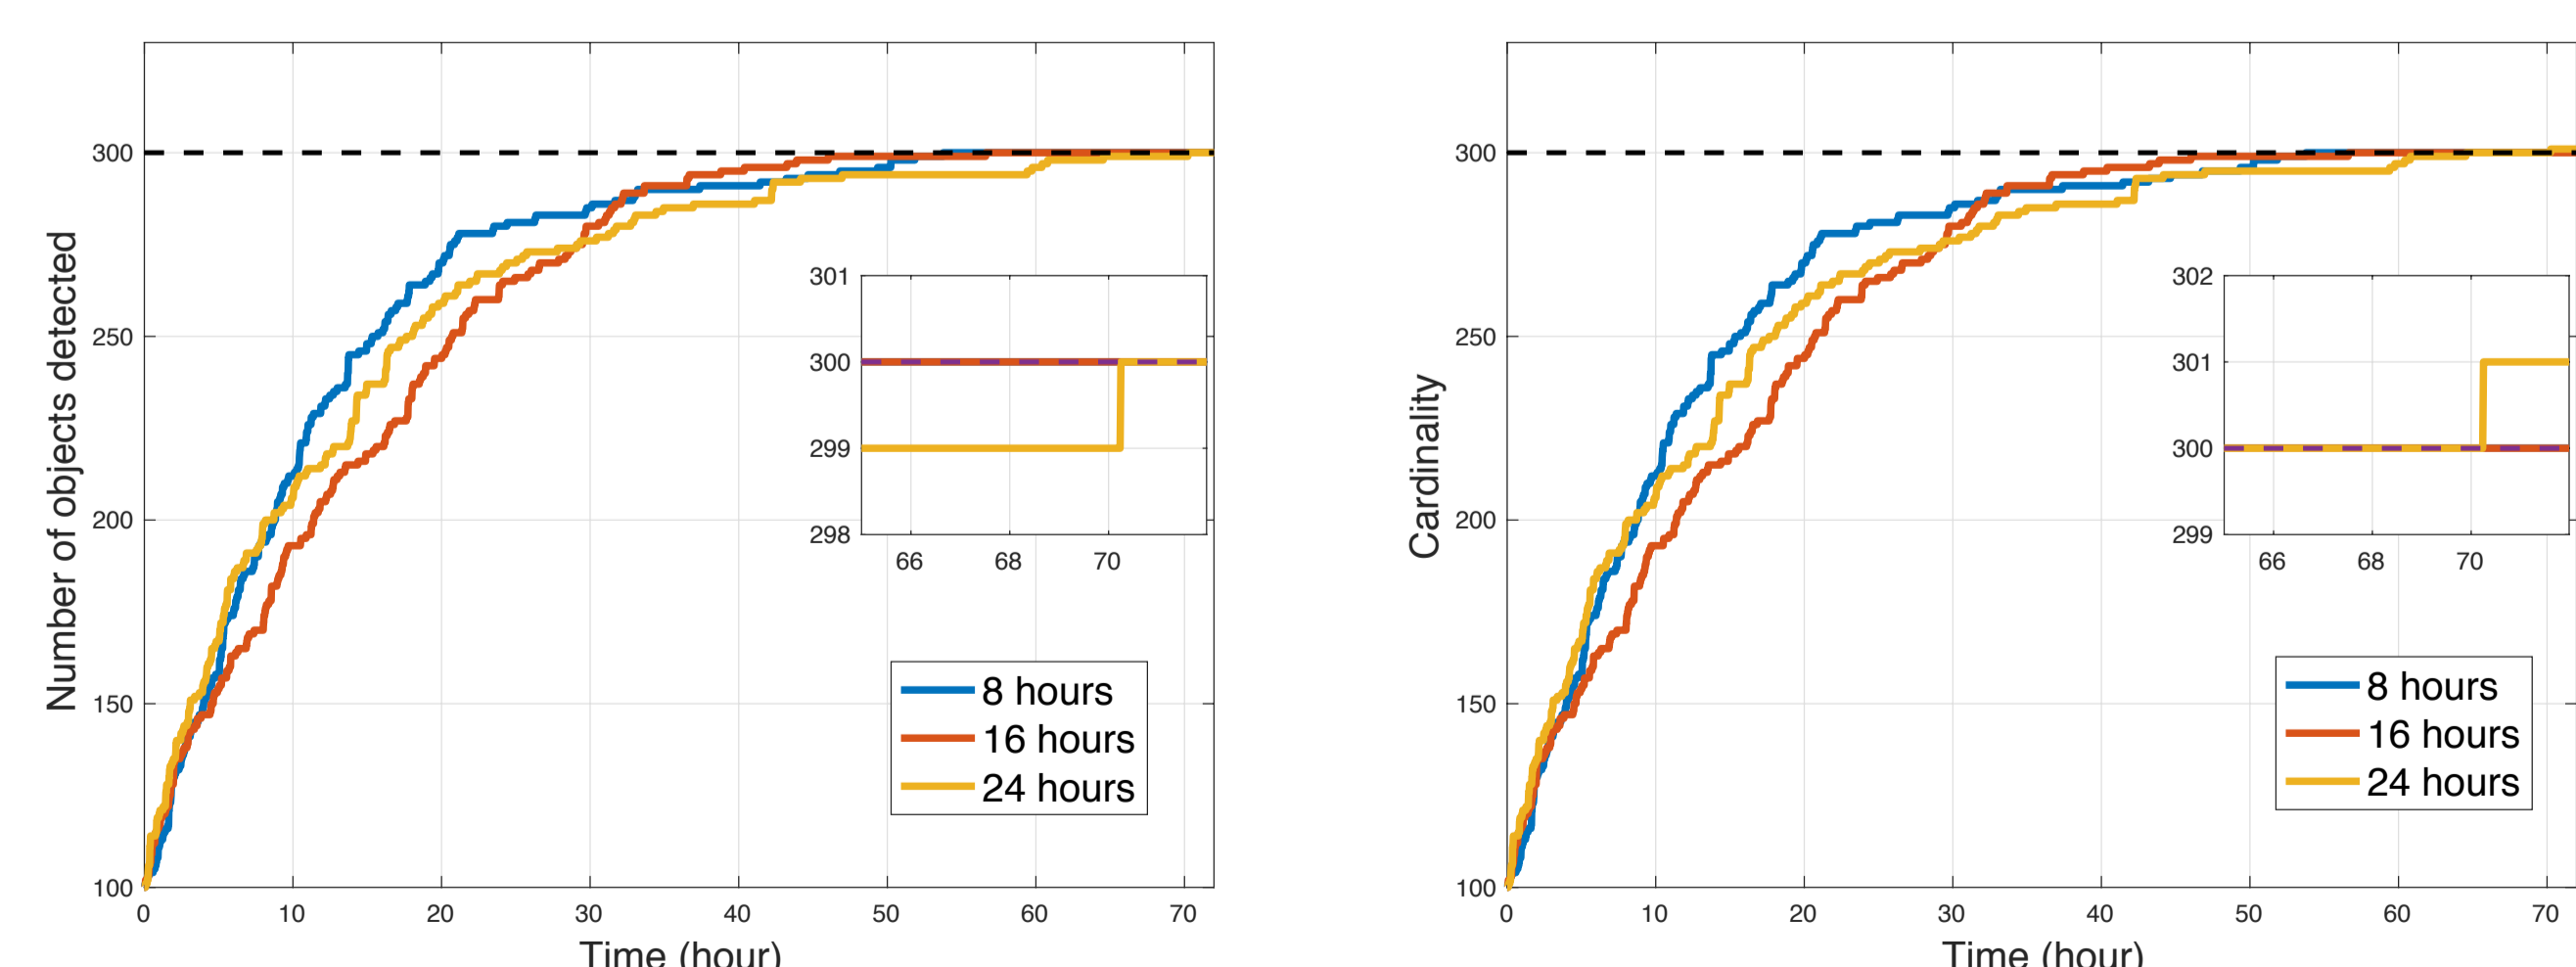 Number of objects detected
300
250
200
150
100
0 10 20 30 40 50 60 70
Time (hour)
301
300
299
298
66 68 70
8 hours
16 hours
24 hours
Cardinality
300
250
200
150
100
0 10 20 30 40 50 60 70
Time (hour)
302
301
300
299
66 68 70
8 hours
16 hours
24 hours